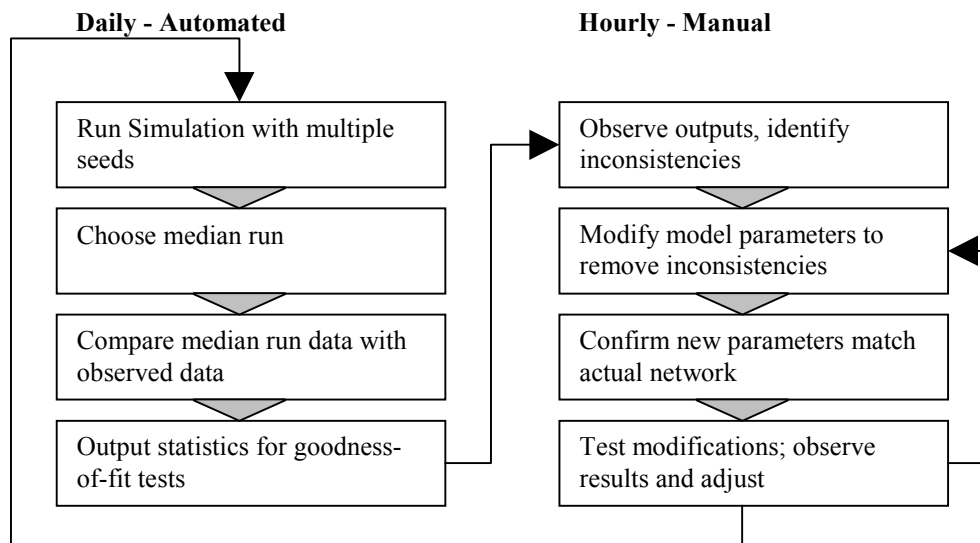 Daily - Automated
Run Simulation with multiple
seeds
Choose median run
Compare median run data with
observed data
Output statistics for goodness-
of-fit tests
Hourly - Manual
Observe outputs, identify
inconsistencies
Modify model parameters to
remove inconsistencies
Confirm new parameters match
actual network
Test modifications; observe
results and adjust